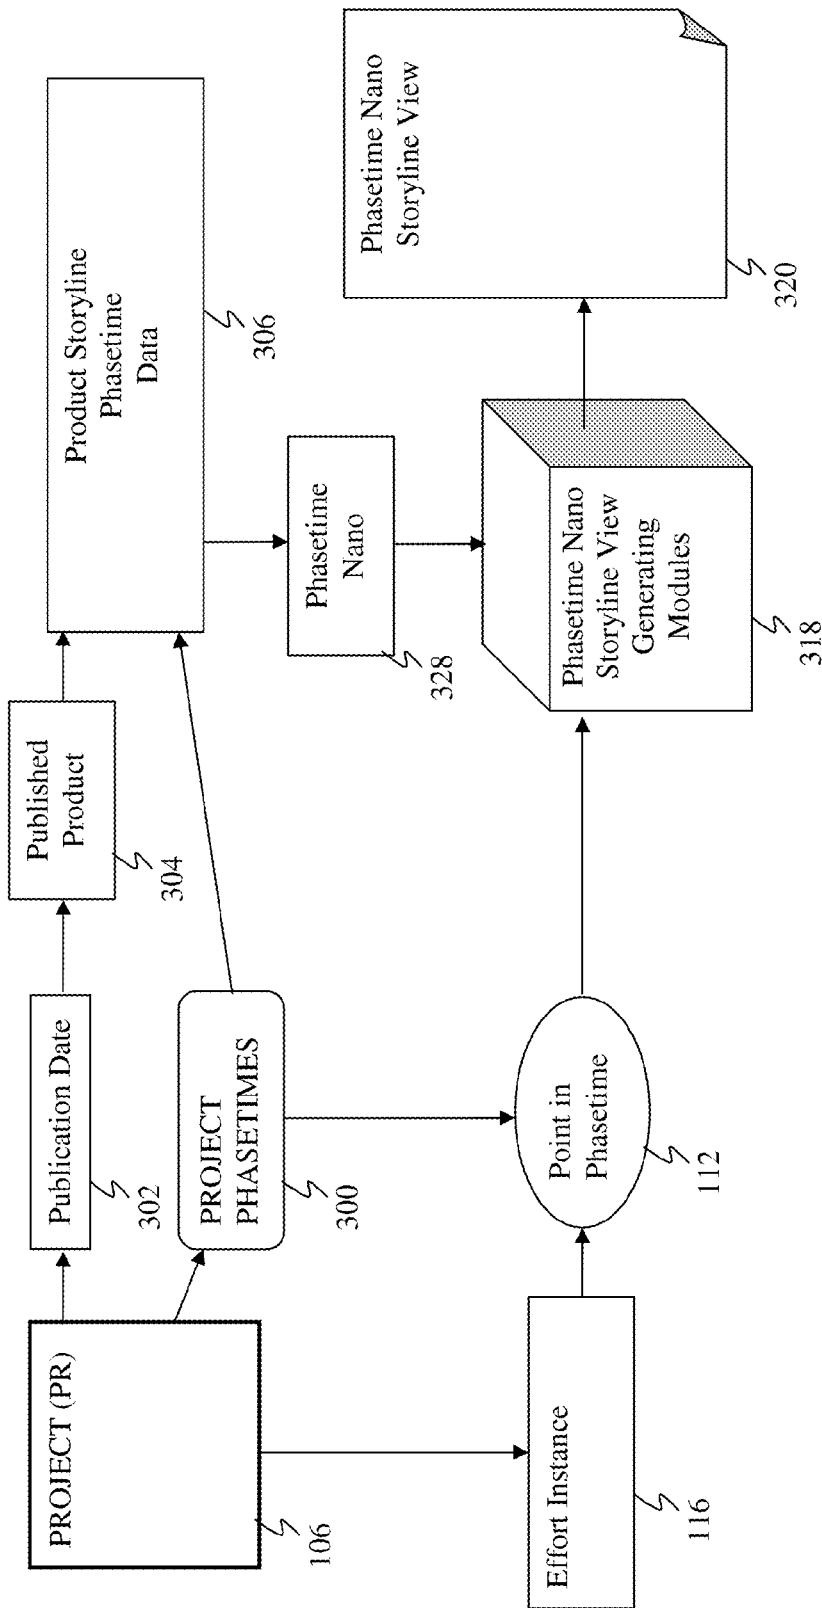 PROJECT (PR)
106
Publication Date
302
Published
Product
304
Product Storyline
Phasetime
Data
306
PROJECT
PHASETIMES
300
Phasetime
Nano
328
Effort Instance
116
Point in
Phasetime
112
Phasetime Nano
Storyline View
Generating
Modules
318
Phasetime Nano
Storyline View
320